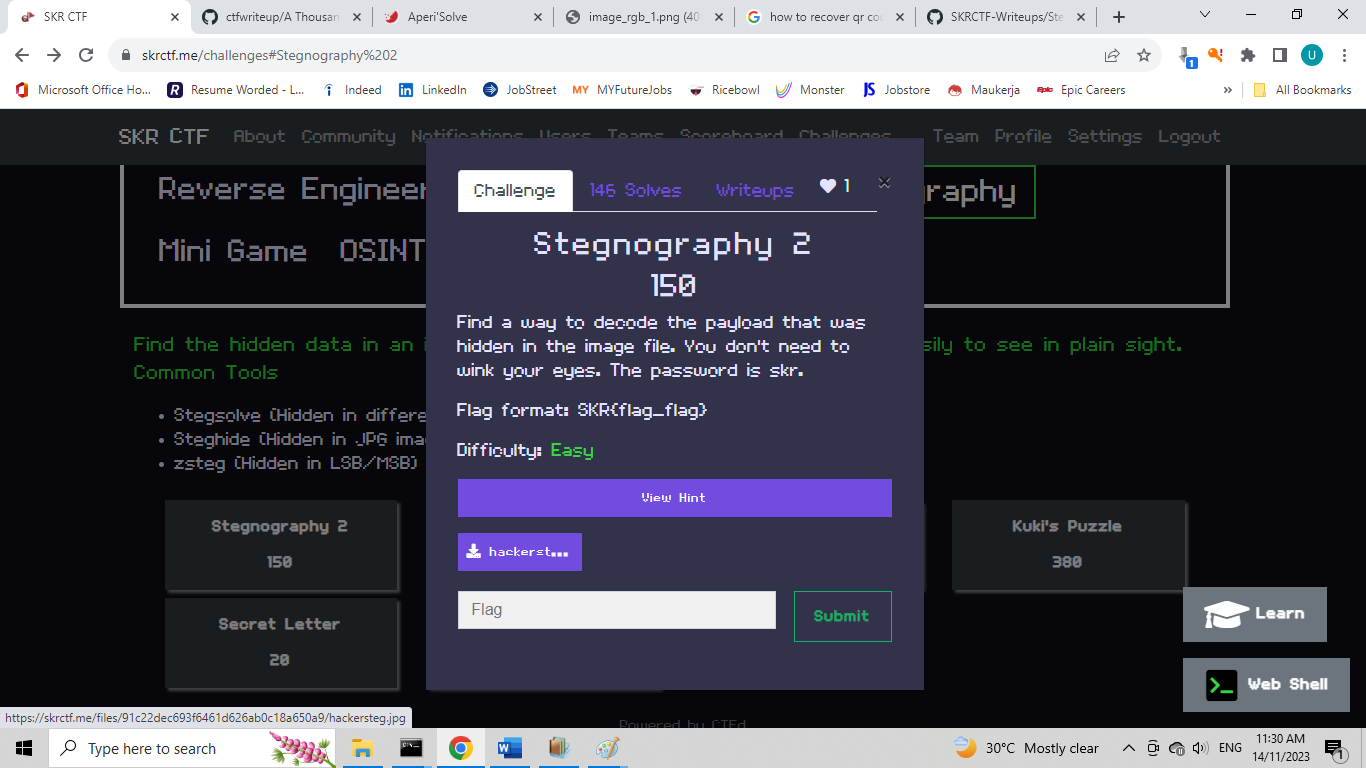 SKR CTF
ctfwriteup/A Thousan
Aperi'Solve
image_rgb_1.png (40
how to recover qr co
SKRCTF-Writeups/Ste
skrctf.me/challenges#Stegnography%202
1
U
Microsoft Office Ho...
Resume Worded - L...
Indeed
LinkedIn
JobStreet
MY MYFutureJobs
Ricebowl
Monster
JS Jobstore
Maukerja
epic Epic Careers
»
All Bookmarks
SKR CTF
About
Community
Notifications
Users
Teams
Scoreboard
Challenges
Team
Profile
Settings
Logout
Reverse Engineer
graphy
Mini Game
OSINT
Challenge
146 Solves
Writeups
1
Stegnography 2
150
Find a way to decode the payload that was
hidden in the image file. You don't need to
wink your eyes. The password is skr.
Flag format: SKR{flag_flag}
Difficulty: Easy
View Hint
hackerst...
Flag
Submit
Find the hidden data in an i
sily to see in plain sight.
Common Tools
Stegsolve (Hidden in differe
Steghide (Hidden in JPG ima
zsteg (Hidden in LSB/MSB)
Stegnography 2
150
Kuki's Puzzle
380
Secret Letter
20
Learn
Web Shell
Powered by CTFd
https://skrctf.me/files/91c22dec693f6461d626ab0c18a650a9/hackersteg.jpg
Type here to search
30°C Mostly clear
ENG
11:30 AM
14/11/2023
1